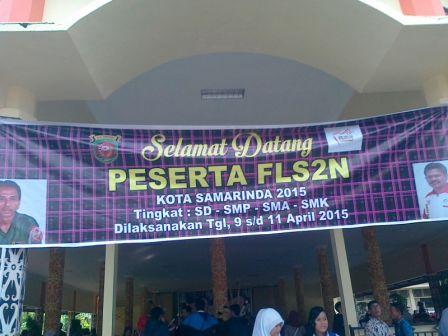 Selamat Datang
PESERTA FLS2N
KOTA SAMARINDA 2015
Tingkat : SD - SMP - SMA - SMK
Dilaksanakan Tgl, 9 s/d 11 April 2015